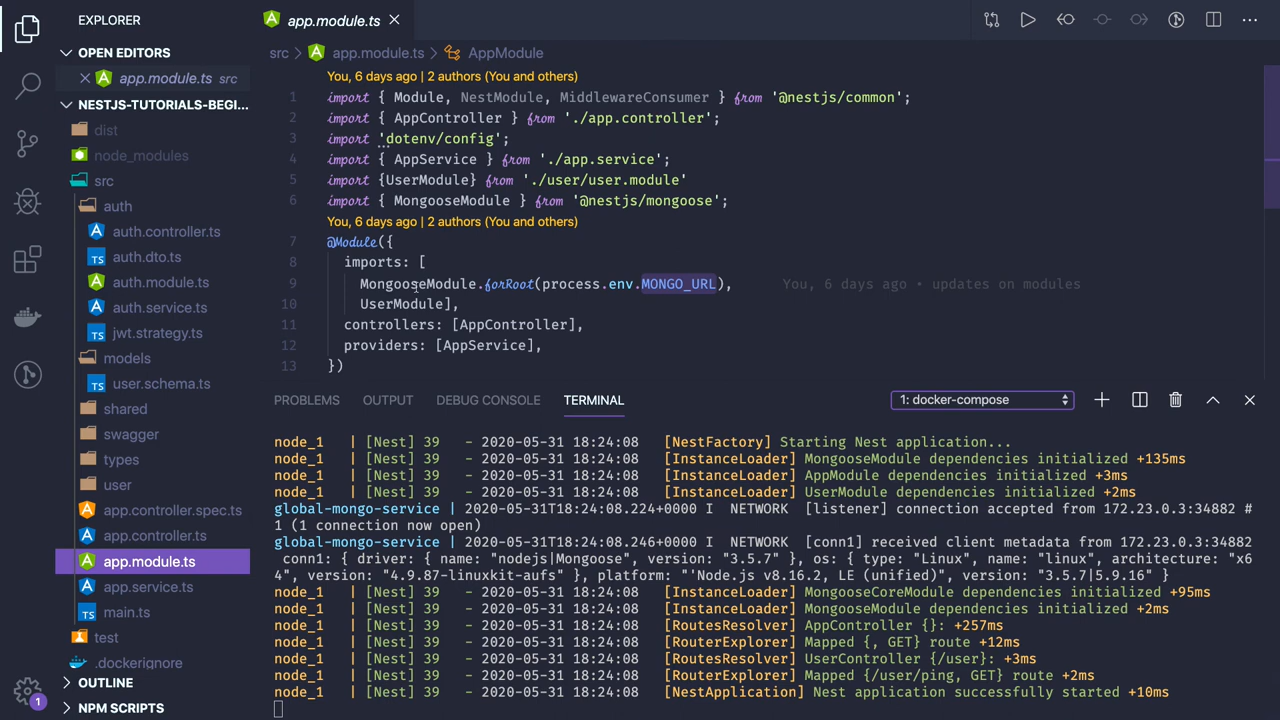 EXPLORER
OPEN EDITORS
app.module.ts src
NESTJS-TUTORIALS-BEGI...
dist
node_modules
src
auth
auth.controller.ts
TS auth.dto.ts
auth.module.ts
auth.service.ts
TS jwt.strategy.ts
models
TS user.schema.ts
shared
swagger
types
user
app.controller.spec.ts
app.controller.ts
app.module.ts
app.service.ts
TS main.ts
test
.dockerignore
OUTLINE
NPM SCRIPTS
1
app.module.ts
src > app.module.ts > AppModule
You, 6 days ago | 2 authors (You and others)
1 import { Module, NestModule, MiddlewareConsumer } from '@nestjs/common';
2 import { AppController } from './app.controller';
3 import 'dotenv/config';
4 import { AppService } from './app.service';
5 import {UserModule} from './user/user.module'
6 import { MongooseModule } from '@nestjs/mongoose';
You, 6 days ago | 2 authors (You and others)
7 @Module({
8 imports: [
9 MongooseModule.forRoot(process.env.MONGO_URL), You, 6 days ago • updates on modules
10 UserModule],
11 controllers: [AppController],
12 providers: [AppService],
13 })
PROBLEMS OUTPUT DEBUG CONSOLE TERMINAL 1: docker-compose
node_1 | [Nest] 39 - 2020-05-31 18:24:08 [NestFactory] Starting Nest application...
node_1 | [Nest] 39 - 2020-05-31 18:24:08 [InstanceLoader] MongooseModule dependencies initialized +135ms
node_1 | [Nest] 39 - 2020-05-31 18:24:08 [InstanceLoader] AppModule dependencies initialized +3ms
node_1 | [Nest] 39 - 2020-05-31 18:24:08 [InstanceLoader] UserModule dependencies initialized +2ms
global-mongo-service | 2020-05-31T18:24:08.224+0000 I NETWORK [listener] connection accepted from 172.23.0.3:34882 #
1 (1 connection now open)
global-mongo-service | 2020-05-31T18:24:08.246+0000 I NETWORK [conn1] received client metadata from 172.23.0.3:34882
conn1: { driver: { name: "nodejs|Mongoose", version: "3.5.7" }, os: { type: "Linux", name: "linux", architecture: "x6
4", version: "4.9.87-linuxkit-aufs" }, platform: "'Node.js v8.16.2, LE (unified)", version: "3.5.7|5.9.16" }
node_1 | [Nest] 39 - 2020-05-31 18:24:08 [InstanceLoader] MongooseCoreModule dependencies initialized +95ms
node_1 | [Nest] 39 - 2020-05-31 18:24:08 [InstanceLoader] MongooseModule dependencies initialized +2ms
node_1 | [Nest] 39 - 2020-05-31 18:24:08 [RoutesResolver] AppController {}: +257ms
node_1 | [Nest] 39 - 2020-05-31 18:24:08 [RouterExplorer] Mapped {, GET} route +12ms
node_1 | [Nest] 39 - 2020-05-31 18:24:08 [RoutesResolver] UserController {/user}: +3ms
node_1 | [Nest] 39 - 2020-05-31 18:24:08 [RouterExplorer] Mapped {/user/ping, GET} route +2ms
node_1 | [Nest] 39 - 2020-05-31 18:24:08 [NestApplication] Nest application successfully started +10ms